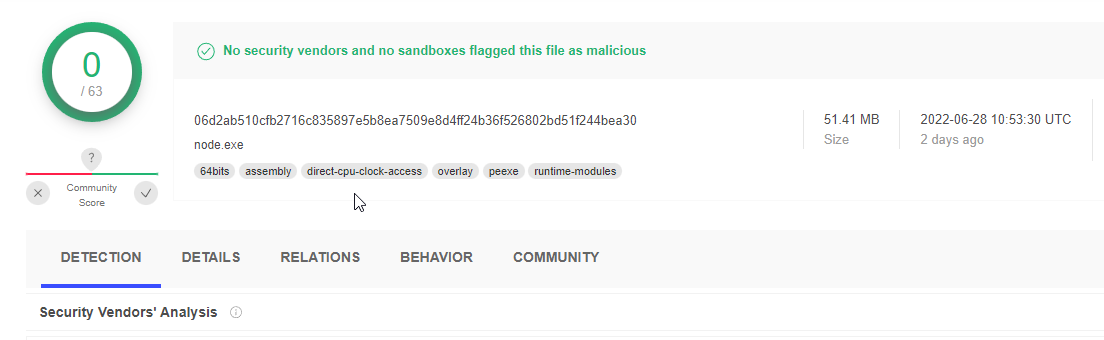 0
/ 63
No security vendors and no sandboxes flagged this file as malicious
06d2ab510cfb2716c835897e5b8ea7509e8d4ff24b36f526802bd51f244bea30
node.exe
64bits assembly direct-cpu-clock-access overlay peexe runtime-modules
51.41 MB
Size
2022-06-28 10:53:30 UTC
2 days ago
?
Community
Score
DETECTION DETAILS RELATIONS BEHAVIOR COMMUNITY
Security Vendors' Analysis